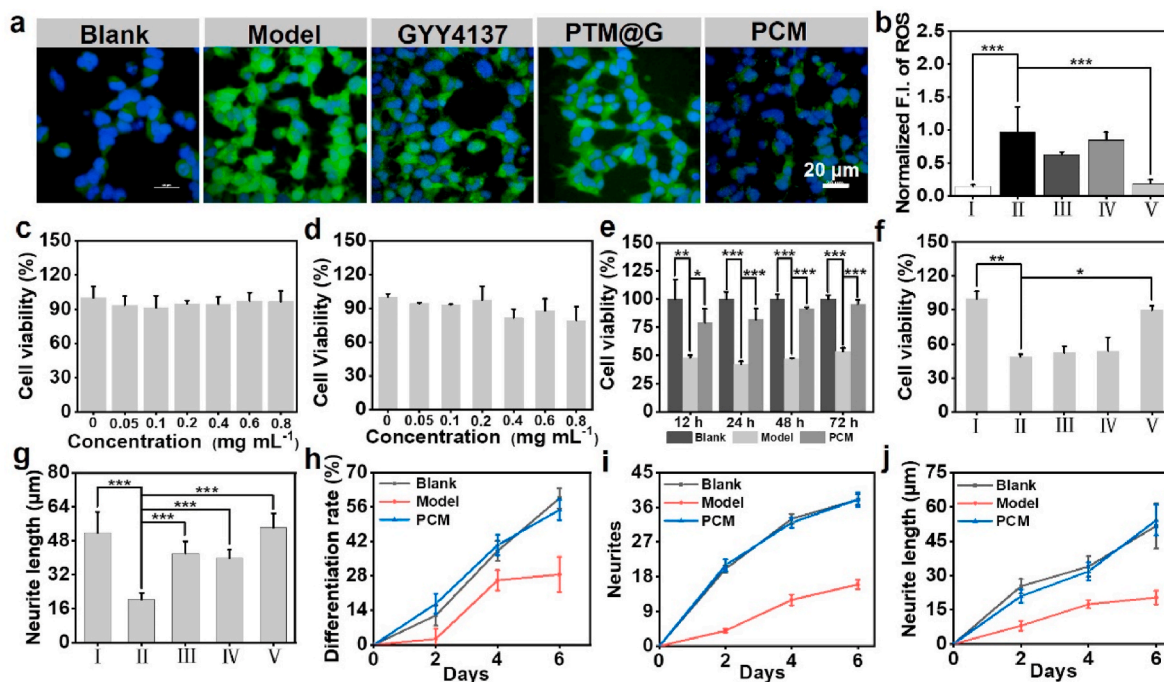 a
Blank Model GYY4137 PTM@G PCM
20 µm
b
Normalized F.I. of ROS
2.5
2.0
1.5
1.0
0.5
0.0
*** ***
I II III IV V
c
Cell viability (%)
150
120
90
60
30
0
0 0.05 0.1 0.2 0.4 0.6 0.8
Concentration (mg mL⁻¹)
d
Cell Viability (%)
150
120
90
60
30
0
0 0.05 0.1 0.2 0.4 0.6 0.8
Concentration (mg mL⁻¹)
e
Cell viablity (%)
150
125
100
75
50
25
0
** * *** *** *** *** *** ***
12 h 24 h 48 h 72 h
Blank Model PCM
f
Cell viability (%)
150
120
90
60
30
0
** *
I II III IV V
g
Neurite length (µm)
80
64
48
32
16
0
*** *** *** ***
I II III IV V
h
Differentiation rate (%)
70
56
42
28
14
0
Blank
Model
PCM
0 2 4 6
Days
i
Neurites
45
36
27
18
9
0
Blank
Model
PCM
0 2 4 6
Days
j
Neurite length (µm)
75
60
45
30
15
0
Blank
Model
PCM
0 2 4 6
Days